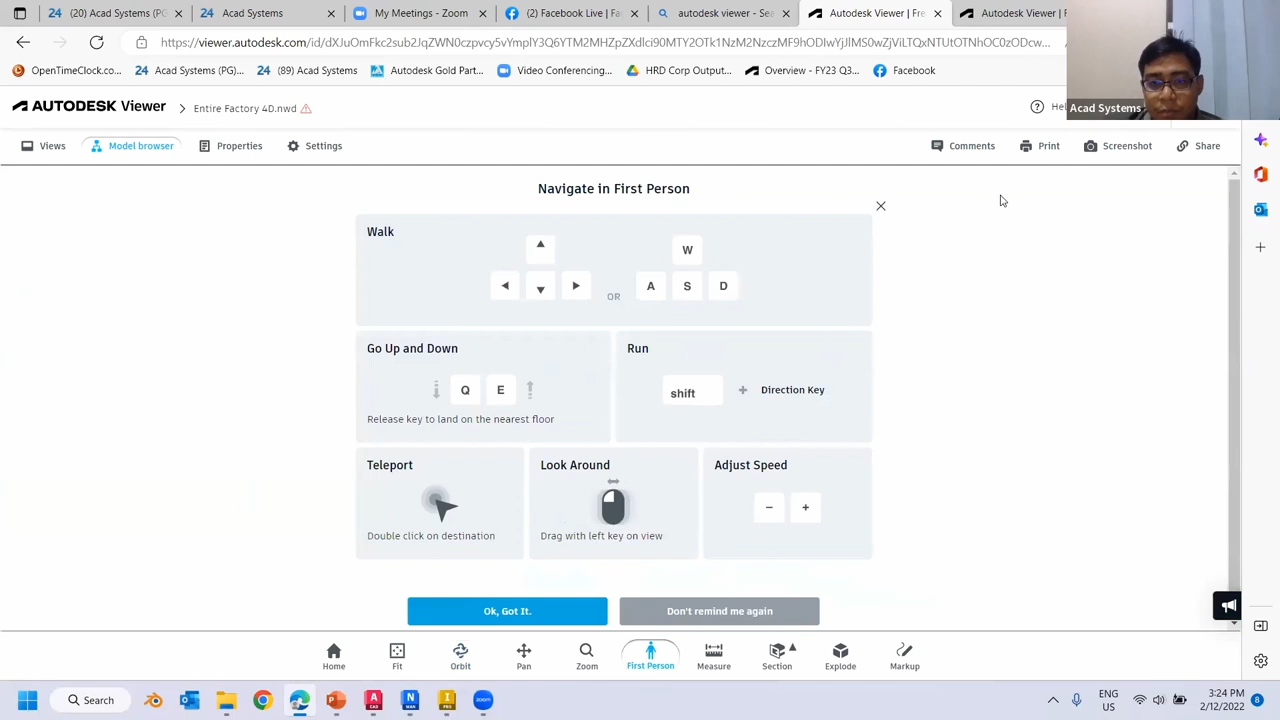 (20) Acad Systems (PG)...
Acad Systems
My Meetings - Zoom
(2) Facebook Live | Fa
autodesk viewer - Sea
Autodesk Viewer | Fre
Autodesk Viewer | F
https://viewer.autodesk.com/id/
OpenTimeClock.co...
24 Acad Systems (PG)...
24 (89) Acad Systems
Autodesk Gold Part...
Video Conferencing...
HRD Corp Output...
Overview - FY23 Q3...
Facebook
Acad Systems
AUTODESK Viewer
Entire Factory 4D.nwd
Hel
Views
Model browser
Properties
Settings
Comments
Print
Screenshot
Share
Navigate in First Person
Walk
W
OR
A S D
Go Up and Down
Q E
Release key to land on the nearest floor
Run
shift + Direction Key
Teleport
Double click on destination
Look Around
Drag with left key on view
Adjust Speed
- +
Ok, Got It.
Don't remind me again
Home
Fit
Orbit
Pan
Zoom
First Person
Measure
Section
Explode
Markup
Search
ENG
US
3:24 PM
2/12/2022
8